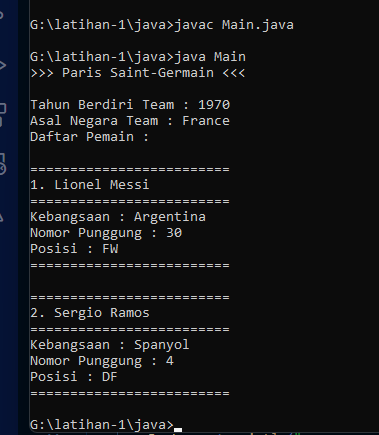 G:\latihan-1\java>javac Main.java
G:\latihan-1\java>java Main
>>> Paris Saint-Germain <<<
Tahun Berdiri Team : 1970
Asal Negara Team : France
Daftar Pemain :
=========================
1. Lionel Messi
=========================
Kebangsaan : Argentina
Nomor Punggung : 30
Posisi : FW
=========================
=========================
2. Sergio Ramos
=========================
Kebangsaan : Spanyol
Nomor Punggung : 4
Posisi : DF
=========================
G:\latihan-1\java>